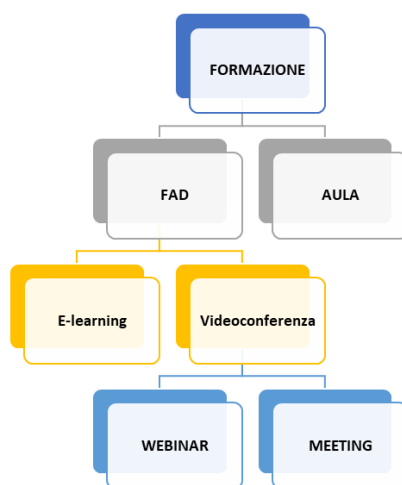 FORMAZIONE
FAD
AULA
E-learning
Videoconferenza
WEBINAR
MEETING